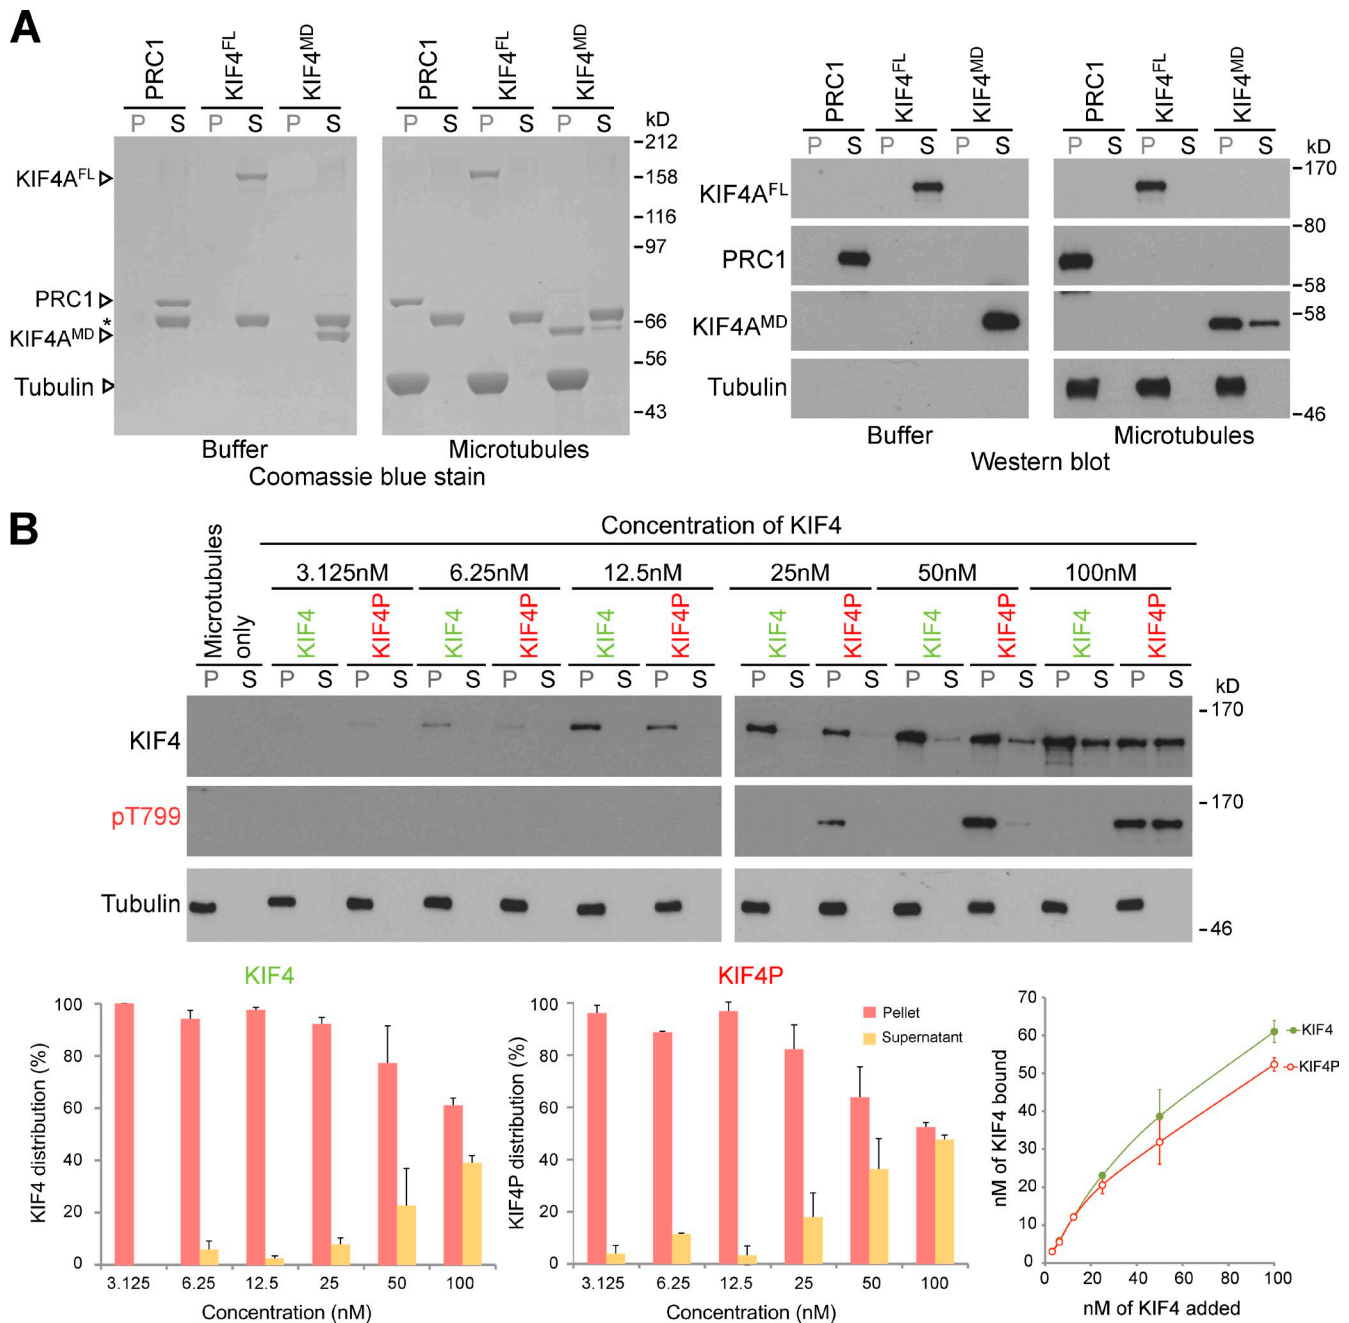 A
PRC1 KIF4FL KIF4MD PRC1 KIF4FL KIF4MD
P S P S P S P S P S P S kD
KIF4AFL
PRC1
*
KIF4AMD
Tubulin
-212
-158
-116
-97
-66
-56
-43
Buffer Microtubules
Coomassie blue stain
PRC1 KIF4FL KIF4MD PRC1 KIF4FL KIF4MD
P S P S P S P S P S P S kD
KIF4AFL -170
-80
PRC1
-58
KIF4AMD -58
Tubulin
-46
Buffer Microtubules
Western blot
B
Concentration of KIF4
Microtubules only
3.125nM 6.25nM 12.5nM 25nM 50nM 100nM
KIF4 KIF4P KIF4 KIF4P KIF4 KIF4P KIF4 KIF4P KIF4 KIF4P KIF4 KIF4P
P S P S P S P S P S P S P S P S P S P S P S P S P S kD
KIF4 -170
pT799 -170
Tubulin
-46
KIF4
KIF4 distribution (%)
100
80
60
40
20
0
3.125 6.25 12.5 25 50 100
Concentration (nM)
KIF4P
KIF4P distribution (%)
100
80
60
40
20
0
Pellet
Supernatant
3.125 6.25 12.5 25 50 100
Concentration (nM)
nM of KIF4 bound
70
60
50
40
30
20
10
0
KIF4
KIF4P
0 20 40 60 80 100
nM of KIF4 added